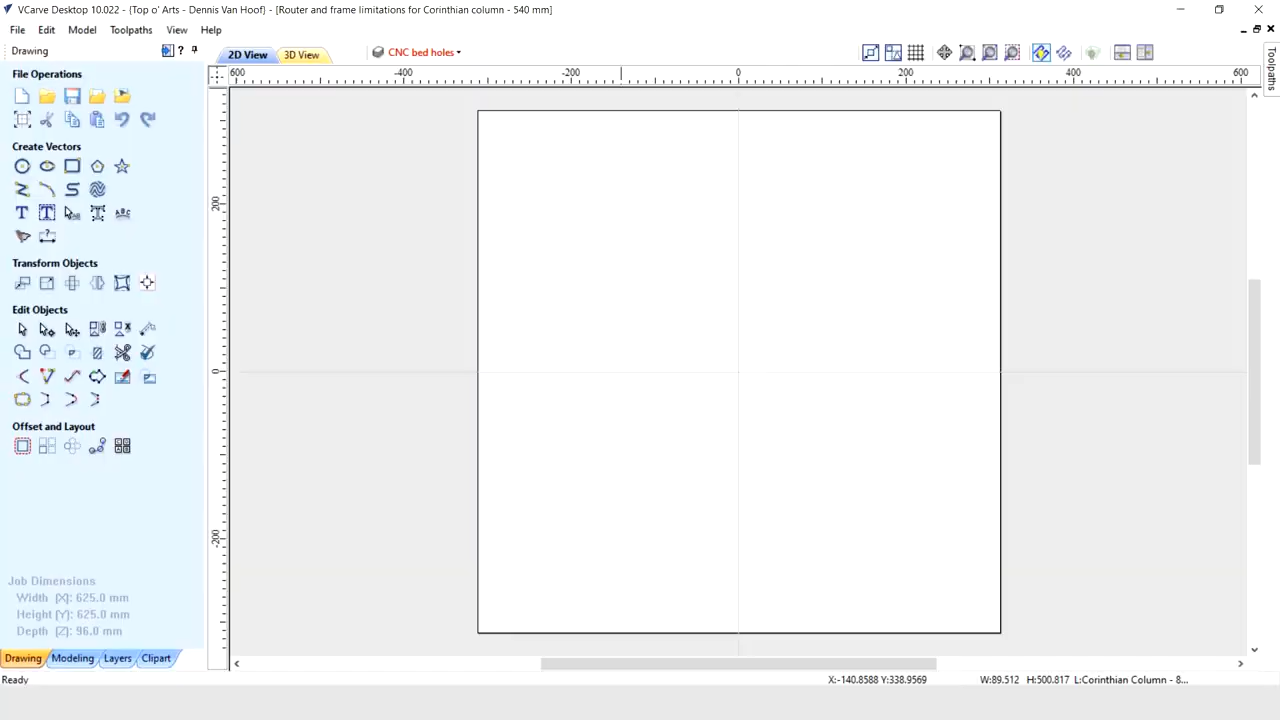 VCarve Desktop 10.022 - {Top o' Arts - Dennis Van Hoof} - [Router and frame limitations for Corinthian column - 540 mm]
File Edit Model Toolpaths View Help
Drawing ?
2D View 3D View CNC bed holes
Toolpaths
File Operations
600 -400 -200 0 200 400 600
Create Vectors
200
0
-200
Transform Objects
Edit Objects
Offset and Layout
Job Dimensions
Width (X): 625.0 mm
Height (Y): 625.0 mm
Depth (Z): 96.0 mm
Drawing Modeling Layers Clipart
Ready X:-140.8588 Y:338.9569 W:89.512 H:500.817 L:Corinthian Column - 8...